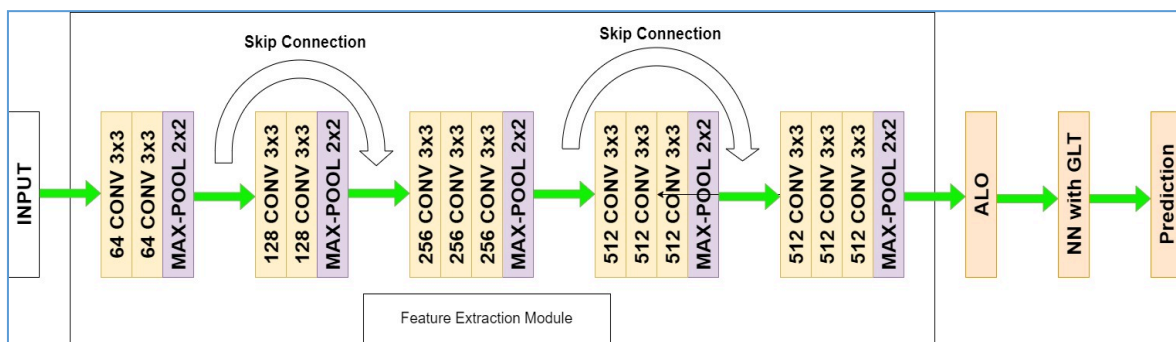 Skip Connection
Skip Connection
INPUT
64 CONV 3x3
64 CONV 3x3
MAX-POOL 2x2
128 CONV 3x3
128 CONV 3x3
MAX-POOL 2x2
256 CONV 3x3
256 CONV 3x3
256 CONV 3x3
MAX-POOL 2x2
512 CONV 3x3
512 CONV 3x3
512 CONV 3x3
MAX-POOL 2x2
512 CONV 3x3
512 CONV 3x3
512 CONV 3x3
MAX-POOL 2x2
ALO
NN with GLT
Prediction
Feature Extraction Module